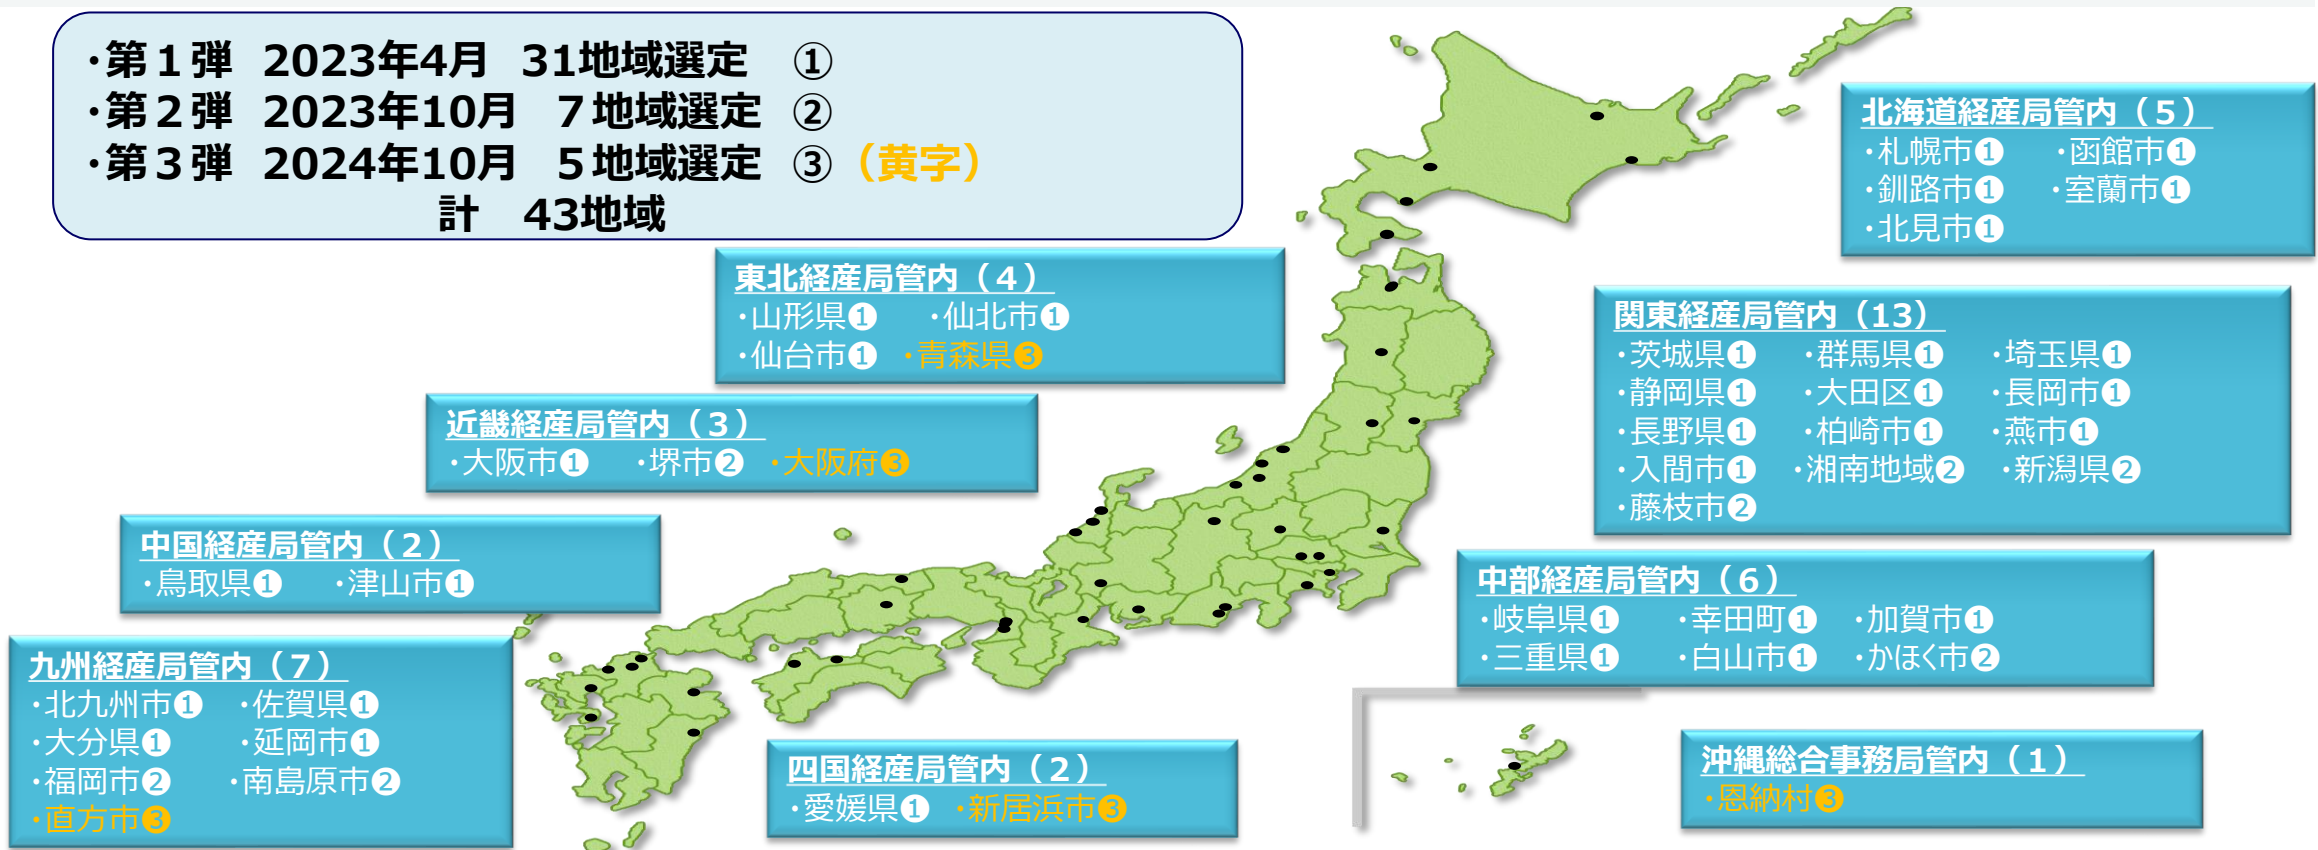 ・第１弾 2023年4月 31地域選定 ①
・第２弾 2023年10月 ７地域選定 ②
・第３弾 2024年10月 ５地域選定 ③（黄字）
計 43地域
北海道経産局管内（５）
・札幌市❶ ・函館市❶
・釧路市❶ ・室蘭市❶
・北見市❶
東北経産局管内（４）
・山形県❶ ・仙北市❶
・仙台市❶ ・青森県❸
関東経産局管内（13）
・茨城県❶ ・群馬県❶ ・埼玉県❶
・静岡県❶ ・大田区❶ ・長岡市❶
・長野県❶ ・柏崎市❶ ・燕市❶
・入間市❶ ・湘南地域❷ ・新潟県❷
・藤枝市❷
近畿経産局管内（３）
・大阪市❶ ・堺市❷ ・大阪府❸
中国経産局管内（２）
・鳥取県❶ ・津山市❶
中部経産局管内（６）
・岐阜県❶ ・幸田町❶ ・加賀市❶
・三重県❶ ・白山市❶ ・かほく市❷
九州経産局管内（７）
・北九州市❶ ・佐賀県❶
・大分県❶ ・延岡市❶
・福岡市❷ ・南島原市❷
・直方市❸
四国経産局管内（２）
・愛媛県❶ ・新居浜市❸
沖縄総合事務局管内（１）
・恩納村❸